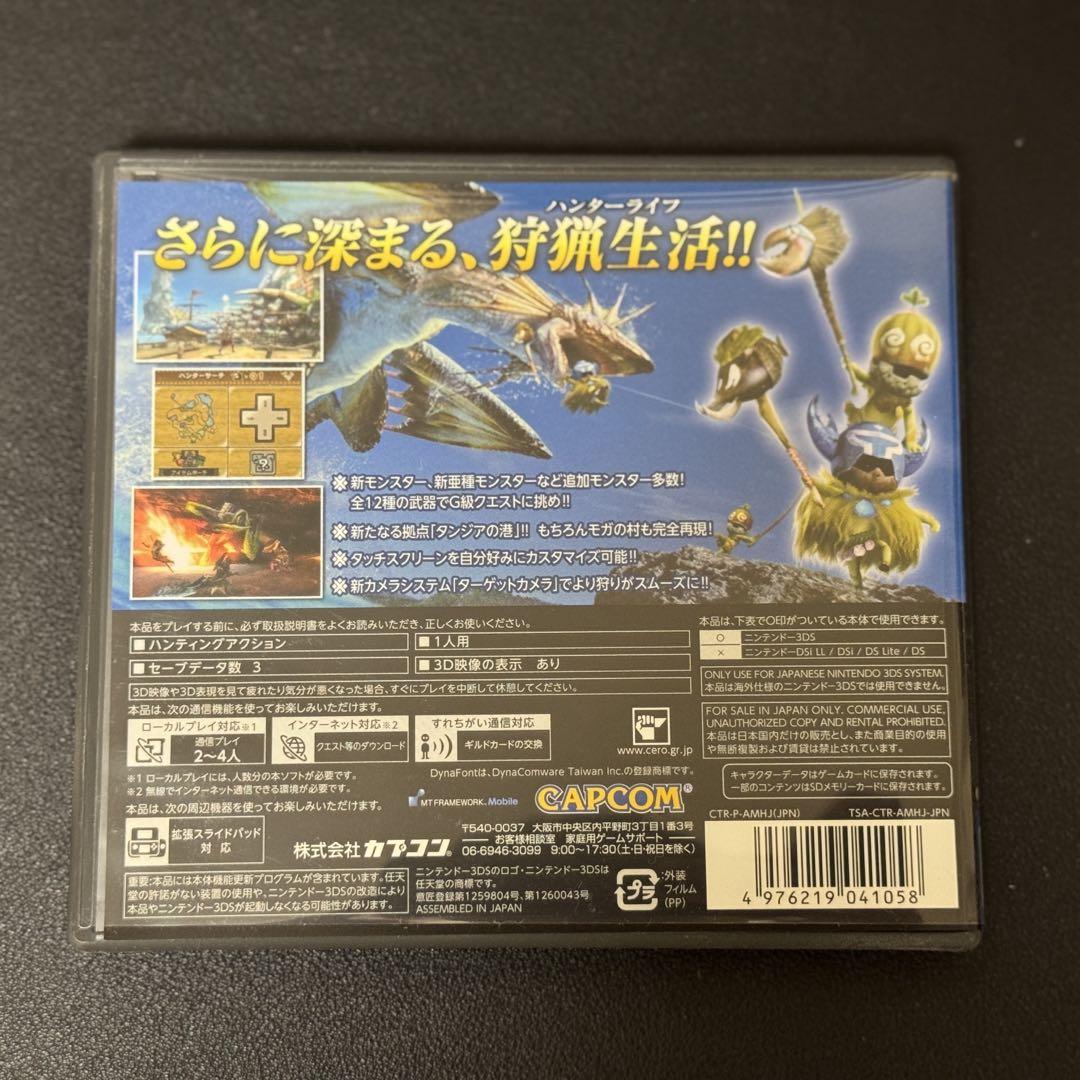 ハンターライフ
さらに深まる、狩猟生活!!
ハンターサーチ
アイテムポーチ
※新モンスター、新亜種モンスターなど追加モンスター多数!
全12種の武器でG級クエストに挑め!!
※新たなる拠点「タンジアの港」!! もちろんモガの村も完全再現!
※タッチスクリーンを自分好みにカスタマイズ可能!!
※新カメラシステム「ターゲットカメラ」でより狩りがスムーズに!!
本品をプレイする前に、必ず取扱説明書をよくお読みいただき、正しくお使いください。
■ハンティングアクション
■1人用
■セーブデータ数 3
■3D映像の表示 あり
3D映像や3D表現を見て疲れたり気分が悪くなった場合、すぐにプレイを中断して休憩してください。
本品は、次の通信機能を使ってお楽しみいただけます。
ローカルプレイ対応※1
通信プレイ
2〜4人
インターネット対応※2
クエスト等のダウンロード
すれちがい通信対応
ギルドカードの交換
※1 ローカルプレイには、人数分の本ソフトが必要です。
※2 無線でインターネット通信できる環境が必要です。
本品は、次の周辺機器を使ってお楽しみいただけます。
拡張スライドパッド
対応
重要:本品には本体機能更新プログラムが含まれています。任天
堂の許諾がない装置の使用や、ニンテンドー3DSの改造により
本品やニンテンドー3DSが起動しなくなる可能性があります。
www.cero.gr.jp
DynaFontは、DynaComware Taiwan Inc.の登録商標です。
MT FRAMEWORK Mobile
CAPCOM®
株式会社カプコン
〒540-0037 大阪市中央区内平野町3丁目1番3号
お客様相談室 家庭用ゲームサポート
06-6946-3099 9:00〜17:30(土・日・祝日を除く)
ニンテンドー3DSのロゴ・ニンテンドー3DSは
任天堂の商標です。
意匠登録第1259804号、第1260043号
ASSEMBLED IN JAPAN
プラ
外装
フィルム
(PP)
本品は、下表で○印がついている本体で使用できます。
○ ニンテンドー3DS
× ニンテンドーDSi LL / DSi / DS Lite / DS
ONLY USE FOR JAPANESE NINTENDO 3DS SYSTEM.
本品は海外仕様のニンテンドー3DSでは使用できません。
FOR SALE IN JAPAN ONLY. COMMERCIAL USE,
UNAUTHORIZED COPY AND RENTAL PROHIBITED.
本品は日本国内だけの販売とし、また商業目的の使用
や無断複製および賃貸は禁止されています。
キャラクターデータはゲームカードに保存されます。
一部のコンテンツはSDメモリーカードに保存されます。
CTR-P-AMHJ(JPN)
TSA-CTR-AMHJ-JPN
4 976219 041058